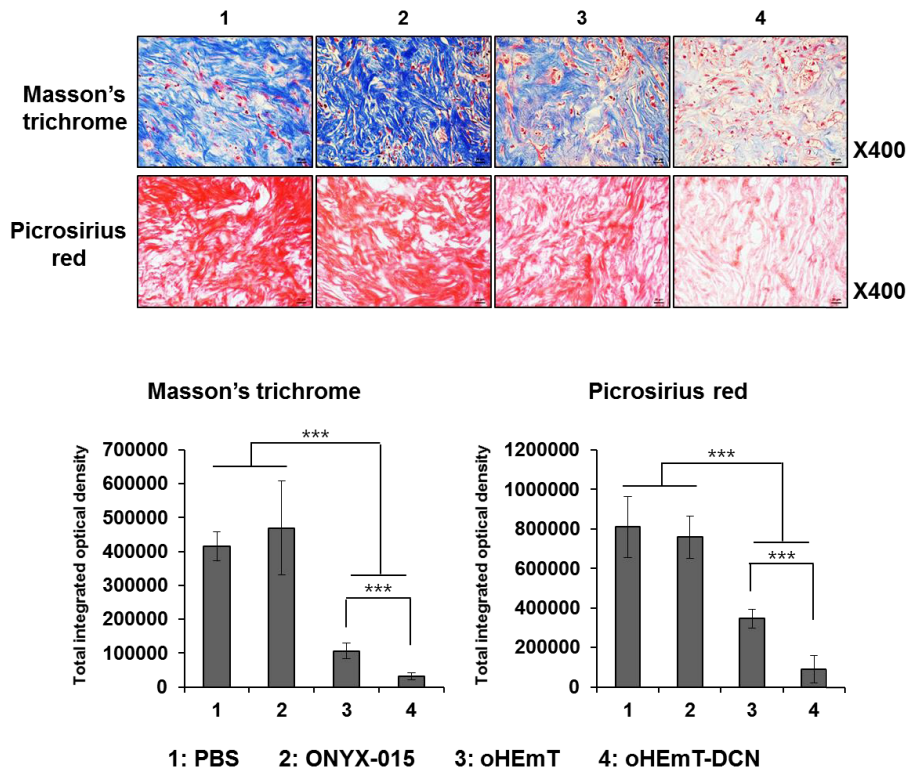 1 2 3 4
Masson's
trichrome
X400
Picrosirius
red
X400
Masson's trichrome
Total integrated optical density
700000
600000
500000
400000
300000
200000
100000
0
***
***
1 2 3 4
Picrosirius red
Total integrated optical density
1200000
1000000
800000
600000
400000
200000
0
***
***
1 2 3 4
1: PBS 2: ONYX-015 3: oHEmT 4: oHEmT-DCN